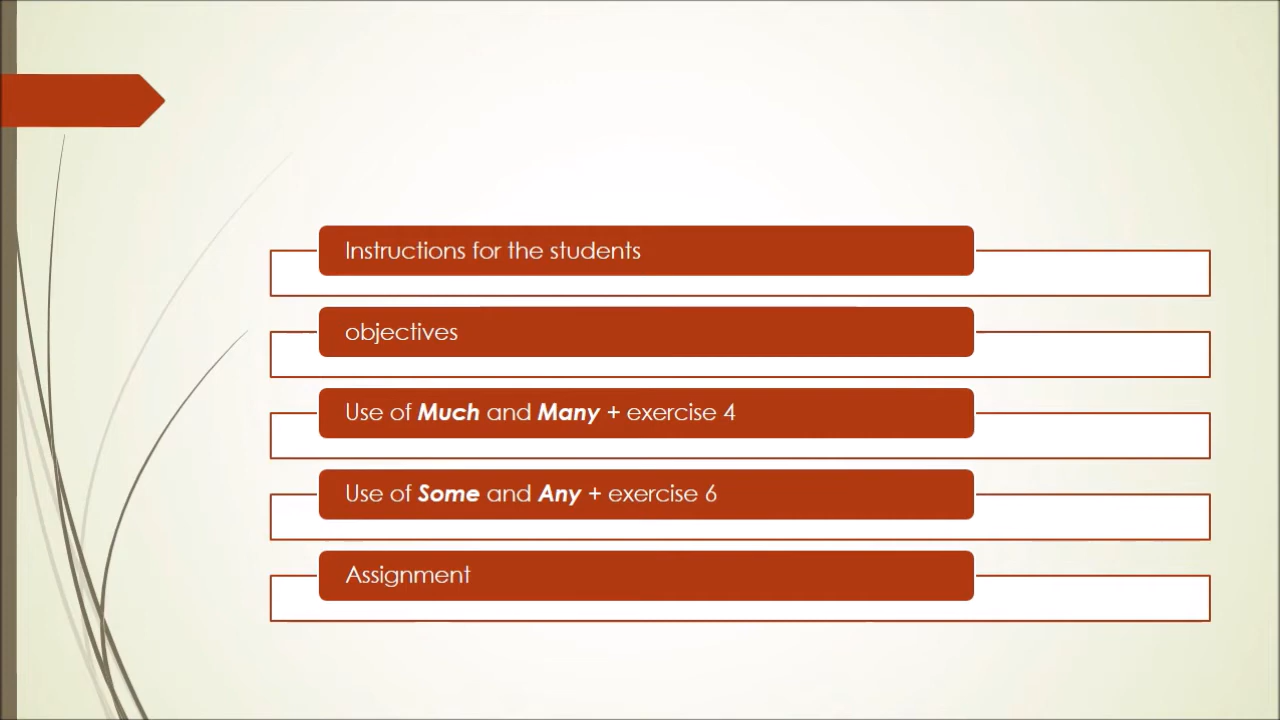 Instructions for the students
objectives
Use of Much and Many + exercise 4
Use of Some and Any + exercise 6
Assignment